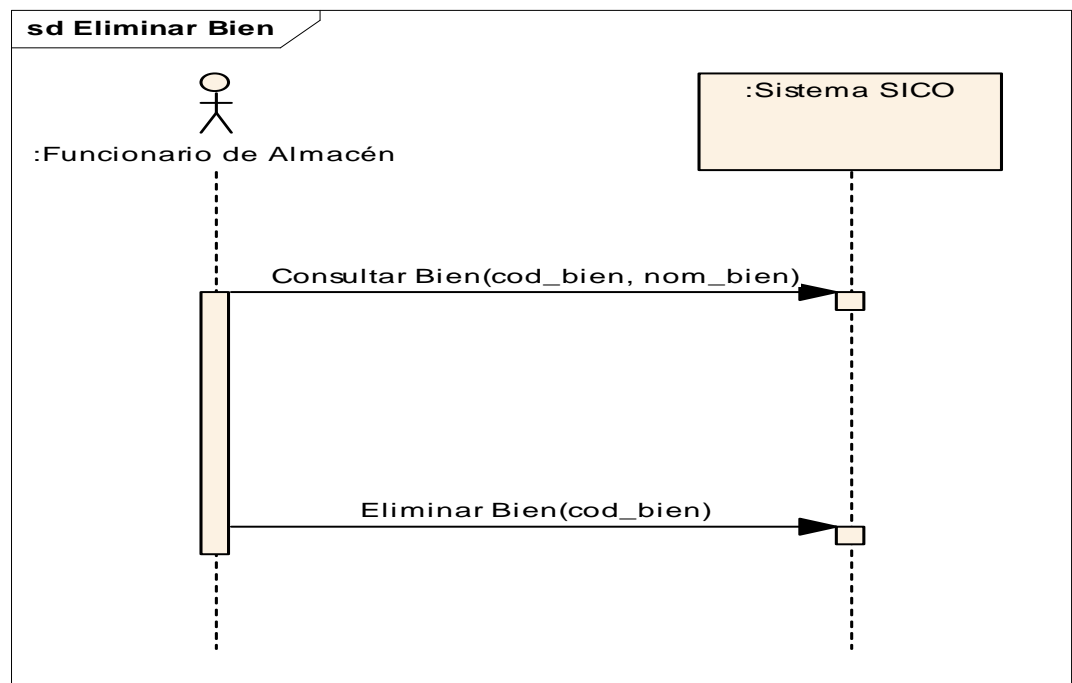 sd Eliminar Bien
:Funcionario de Almacén
:Sistema SICO
Consultar Bien(cod_bien, nom_bien)
Eliminar Bien(cod_bien)